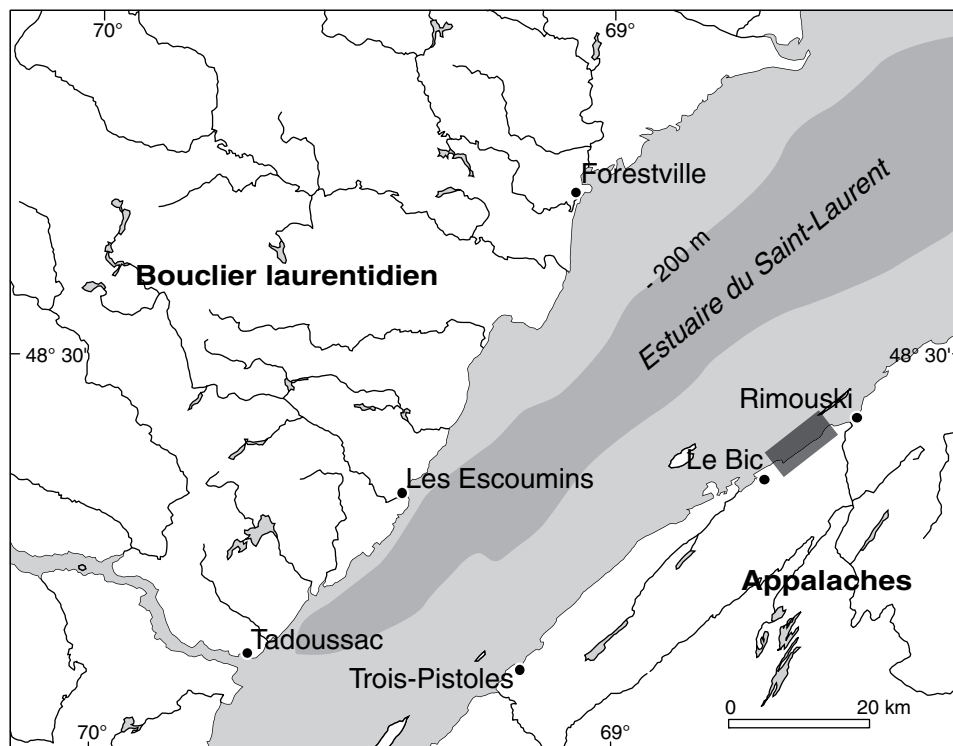 70°
69°
Forestville
- 200 m
Estuaire du Saint-Laurent
Bouclier laurentidien
48° 30'
48° 30'
Rimouski
Le Bic
Les Escoumins
Appalaches
Tadoussac
Trois-Pistoles
0
20 km
70°
69°